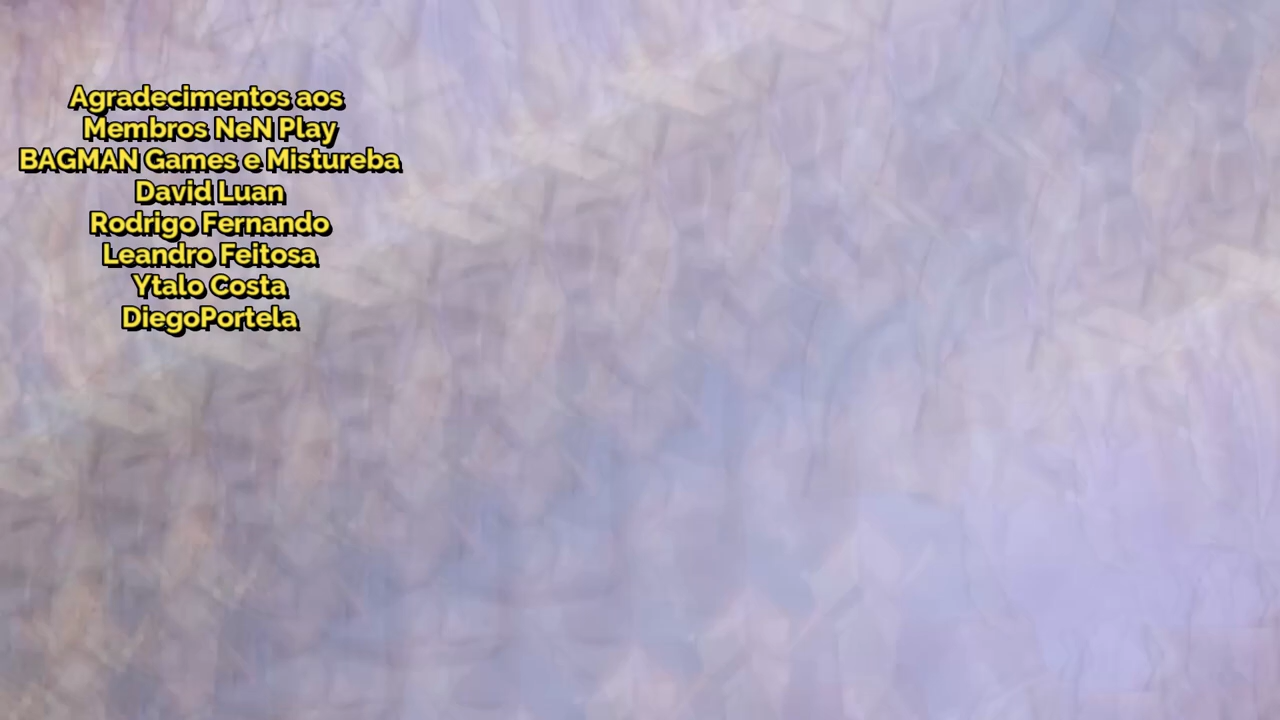 Agradecimentos aos
Membros NeN Play
BAGMAN Games e Mistureba
David Luan
Rodrigo Fernando
Leandro Feitosa
Ytalo Costa
DiegoPortela